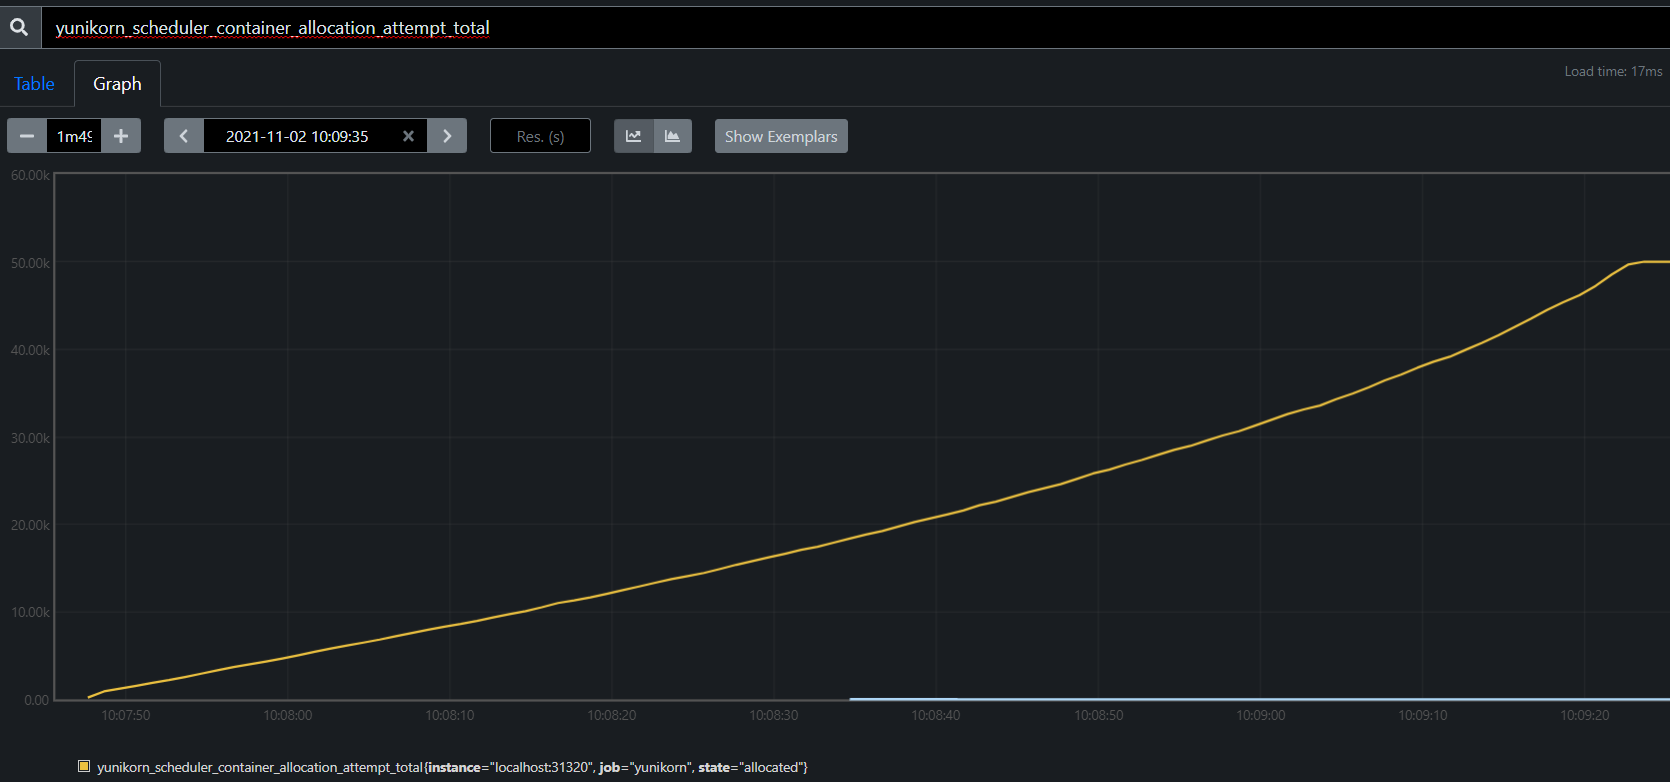 yunikorn_scheduler_container_allocation_attempt_total
Load time: 17ms
Table Graph
1m49 2021-11-02 10:09:35 Res. (s) Show Exemplars
60.00k
50.00k
40.00k
30.00k
20.00k
10.00k
0.00
10:07:50 10:08:00 10:08:10 10:08:20 10:08:30 10:08:40 10:08:50 10:09:00 10:09:10 10:09:20
yunikorn_scheduler_container_allocation_attempt_total{instance="localhost:31320", job="yunikorn", state="allocated"}